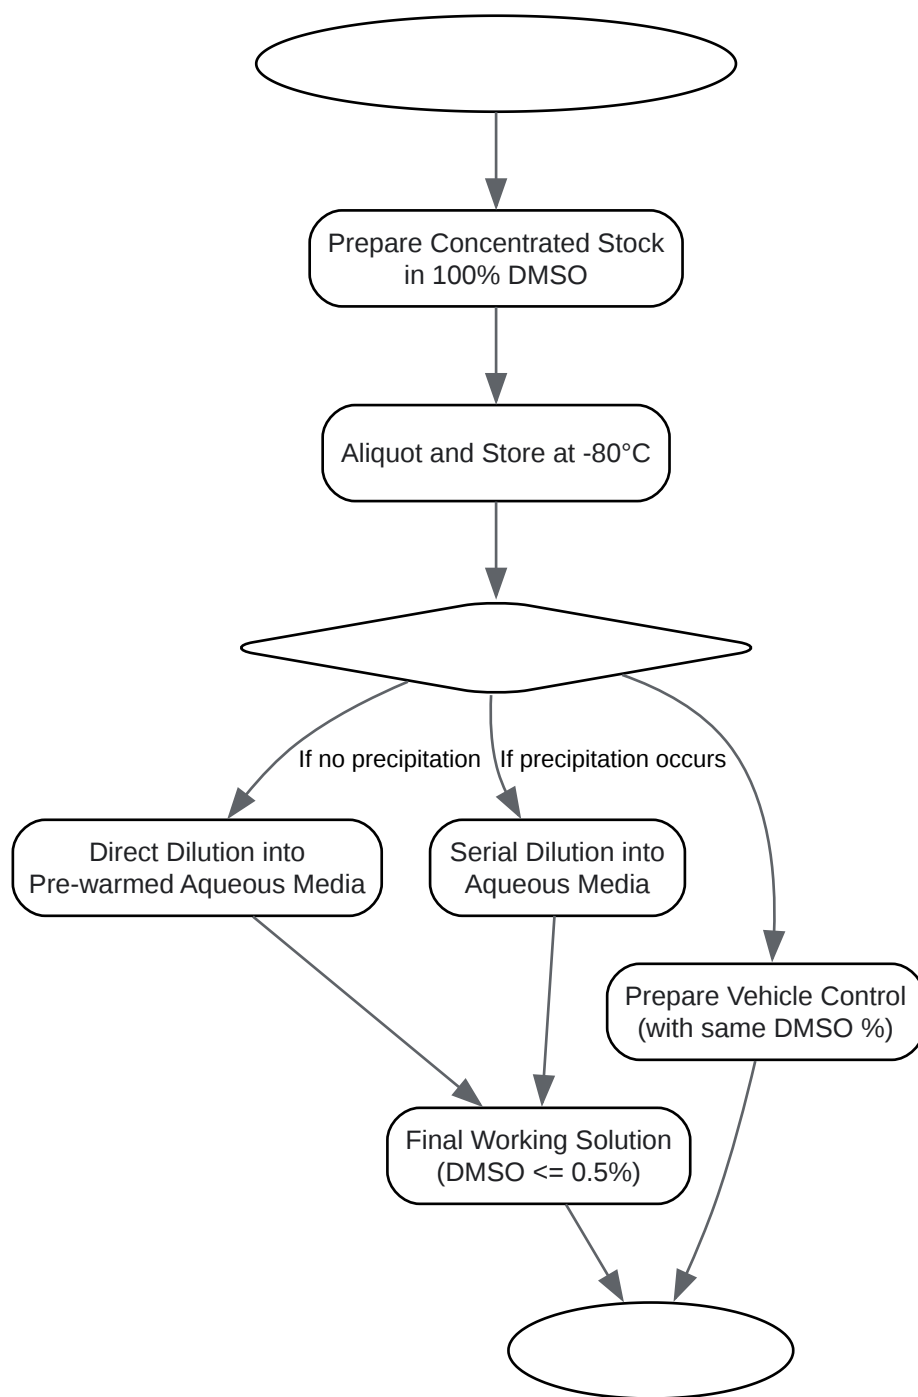 Prepare Concentrated Stock
in 100% DMSO
Aliquot and Store at -80°C
If no precipitation
If precipitation occurs
Direct Dilution into
Pre-warmed Aqueous Media
Serial Dilution into
Aqueous Media
Prepare Vehicle Control
(with same DMSO %)
Final Working Solution
(DMSO <= 0.5%)